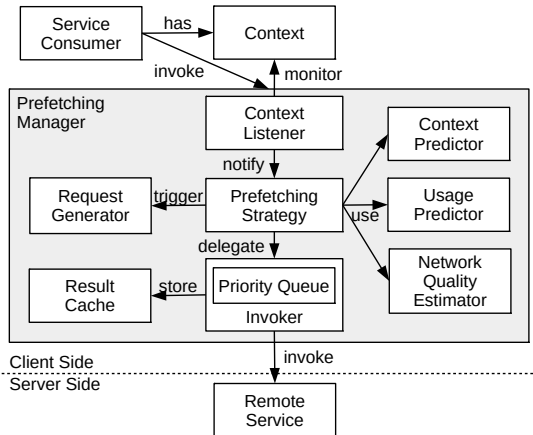 Service
Consumer
has
Context
invoke
monitor
Prefetching
Manager
Context
Listener
Context
Predictor
notify
Request
Generator
trigger
Prefetching
Strategy
use
Usage
Predictor
delegate
Network
Quality
Estimator
Result
Cache
store
Priority Queue
Invoker
invoke
Client Side
Server Side
Remote
Service